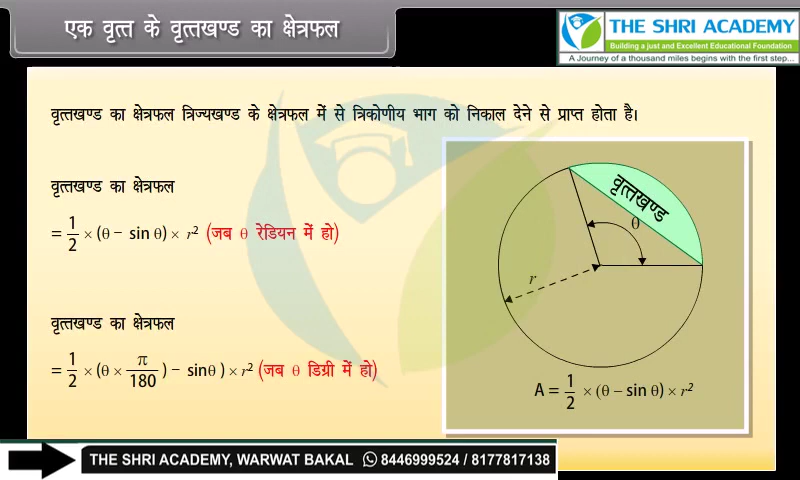 एक वृत्त के वृत्तखण्ड का क्षेत्रफल
THE SHRI ACADEMY
Building a just and Excellent Educational Foundation
A Journey of a thousand miles begins with the first step...
वृत्तखण्ड का क्षेत्रफल त्रिज्यखण्ड के क्षेत्रफल में से त्रिकोणीय भाग को निकाल देने से प्राप्त होता है।
वृत्तखण्ड का क्षेत्रफल
= 1/2 × (θ − sin θ) × r² (जब θ रेडियन में हो)
वृत्तखण्ड का क्षेत्रफल
= 1/2 × (θ × π/180 ) − sinθ ) × r² (जब θ डिग्री में हो)
वृत्तखण्ड
θ
r
A = 1/2 × (θ − sin θ) × r²
THE SHRI ACADEMY, WARWAT BAKAL 8446999524 / 8177817138